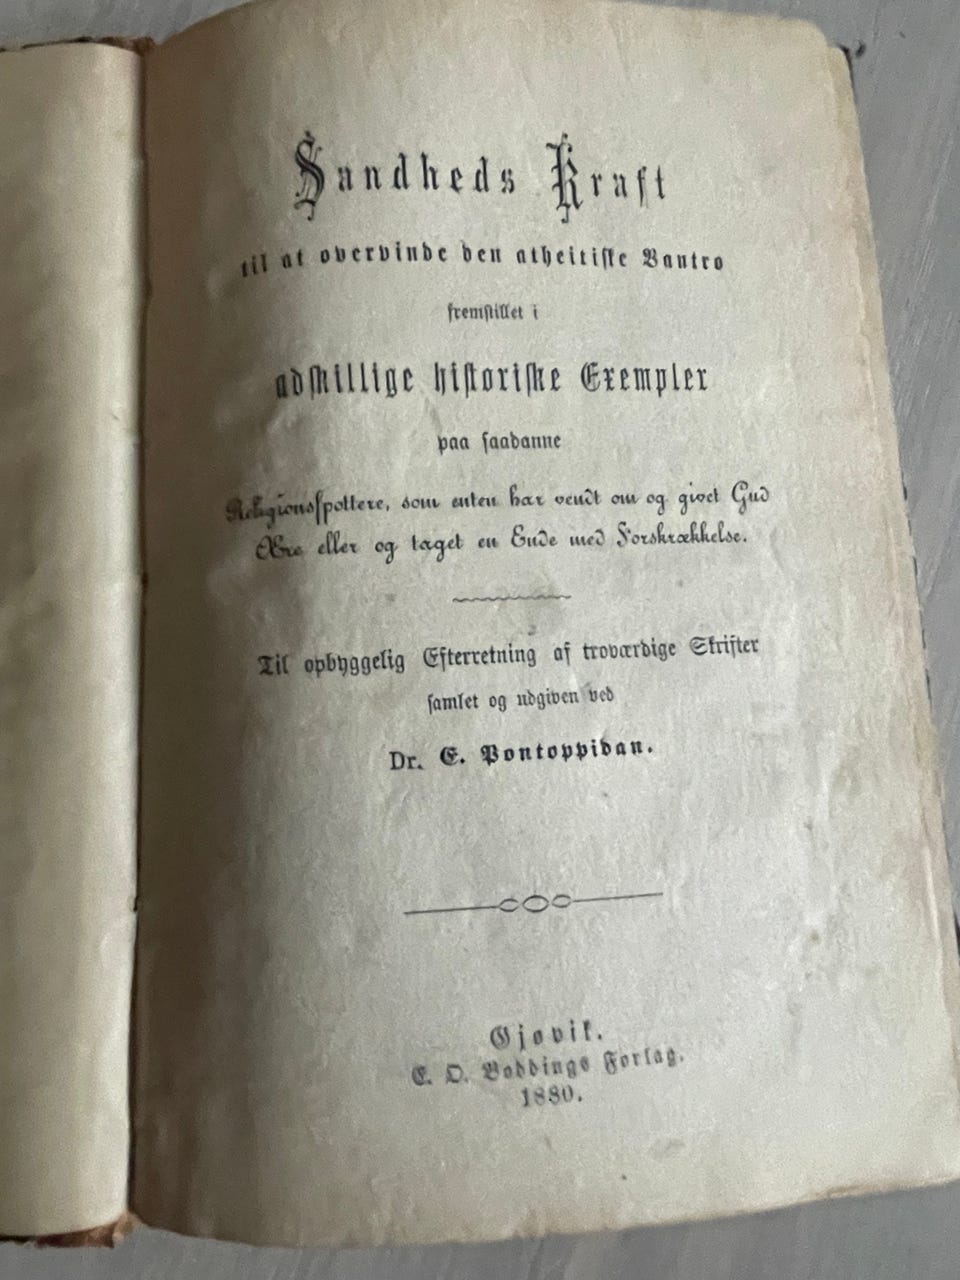 Sandheds Kraft
til at overvinde den atheitiske Vantro
fremstillet i
adskillige historiske Exempler
paa saadanne
Religionsspottere, som enten har vendt om og givet Gud
Ære eller og taget en Ende med Forskrækkelse.
Til opbyggelig Efterretning af troværdige Skrifter
samlet og udgiven ved
Dr. E. Pontoppidan.
Gjøvik.
E. O. Boddings Forlag.
1880.